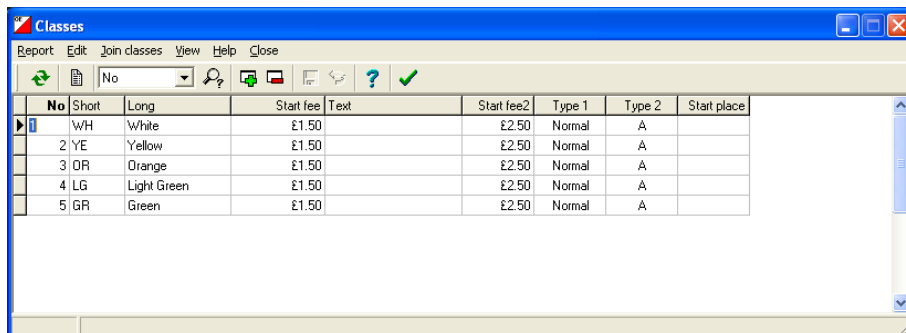 OE Classes
Report Edit Join classes View Help Close
No
No Short Long Start fee Text Start fee2 Type 1 Type 2 Start place
1 WH White £1.50 £2.50 Normal A
2 YE Yellow £1.50 £2.50 Normal A
3 OR Orange £1.50 £2.50 Normal A
4 LG Light Green £1.50 £2.50 Normal A
5 GR Green £1.50 £2.50 Normal A